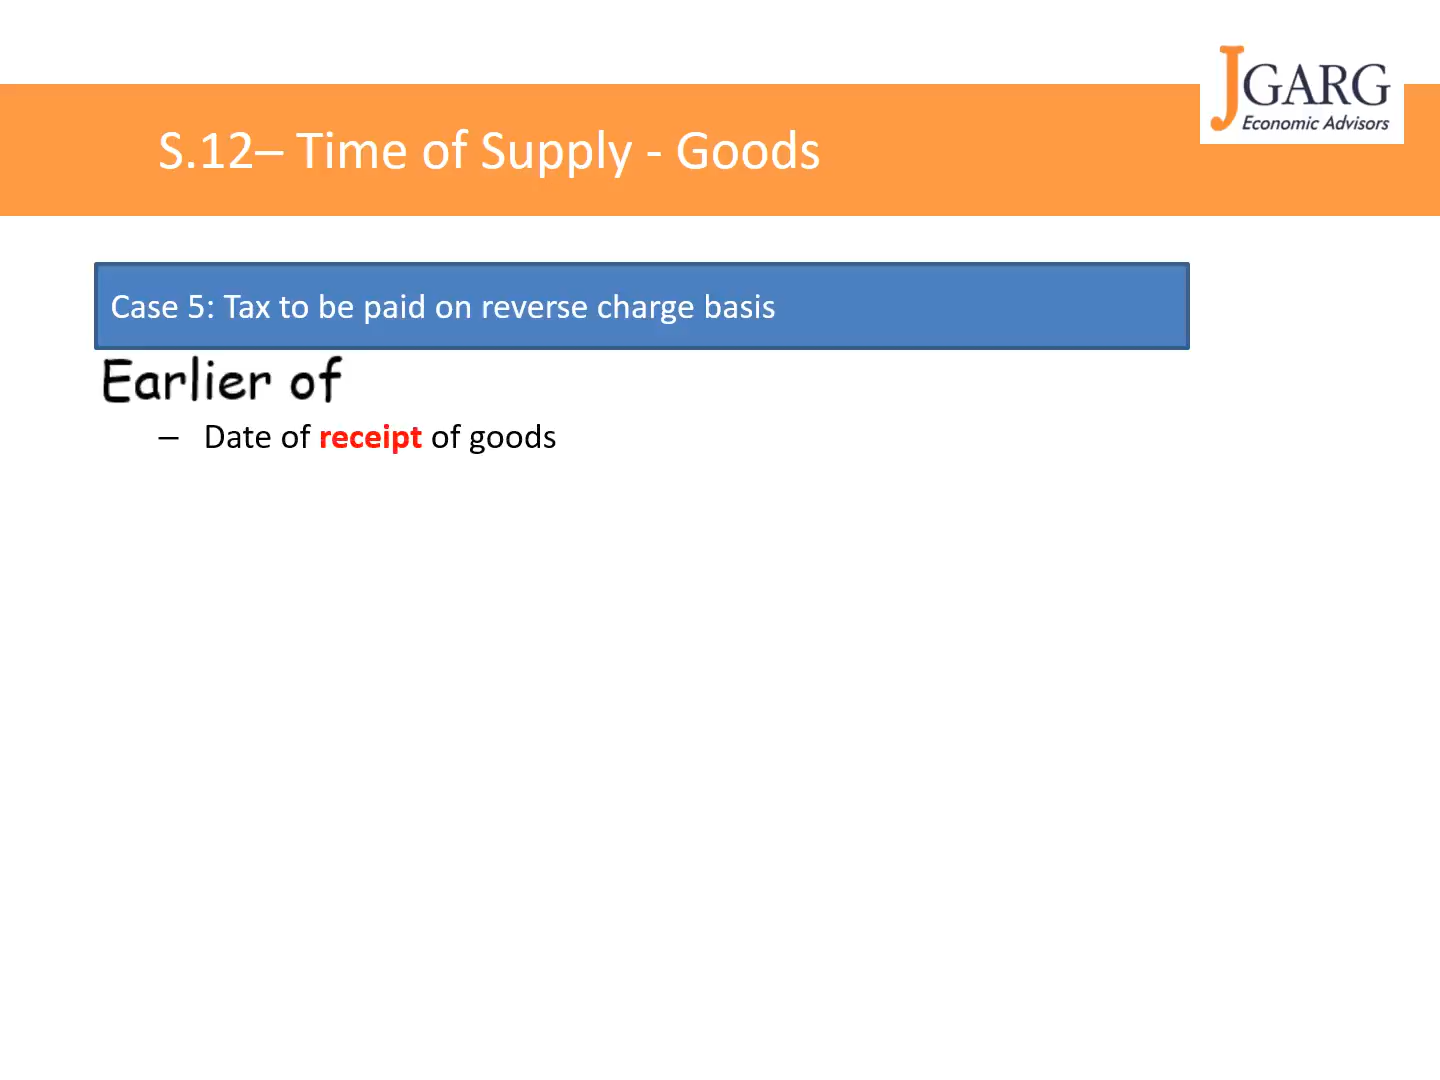 JGARG
Economic Advisors
S.12– Time of Supply - Goods
Case 5: Tax to be paid on reverse charge basis
Earlier of
– Date of receipt of goods